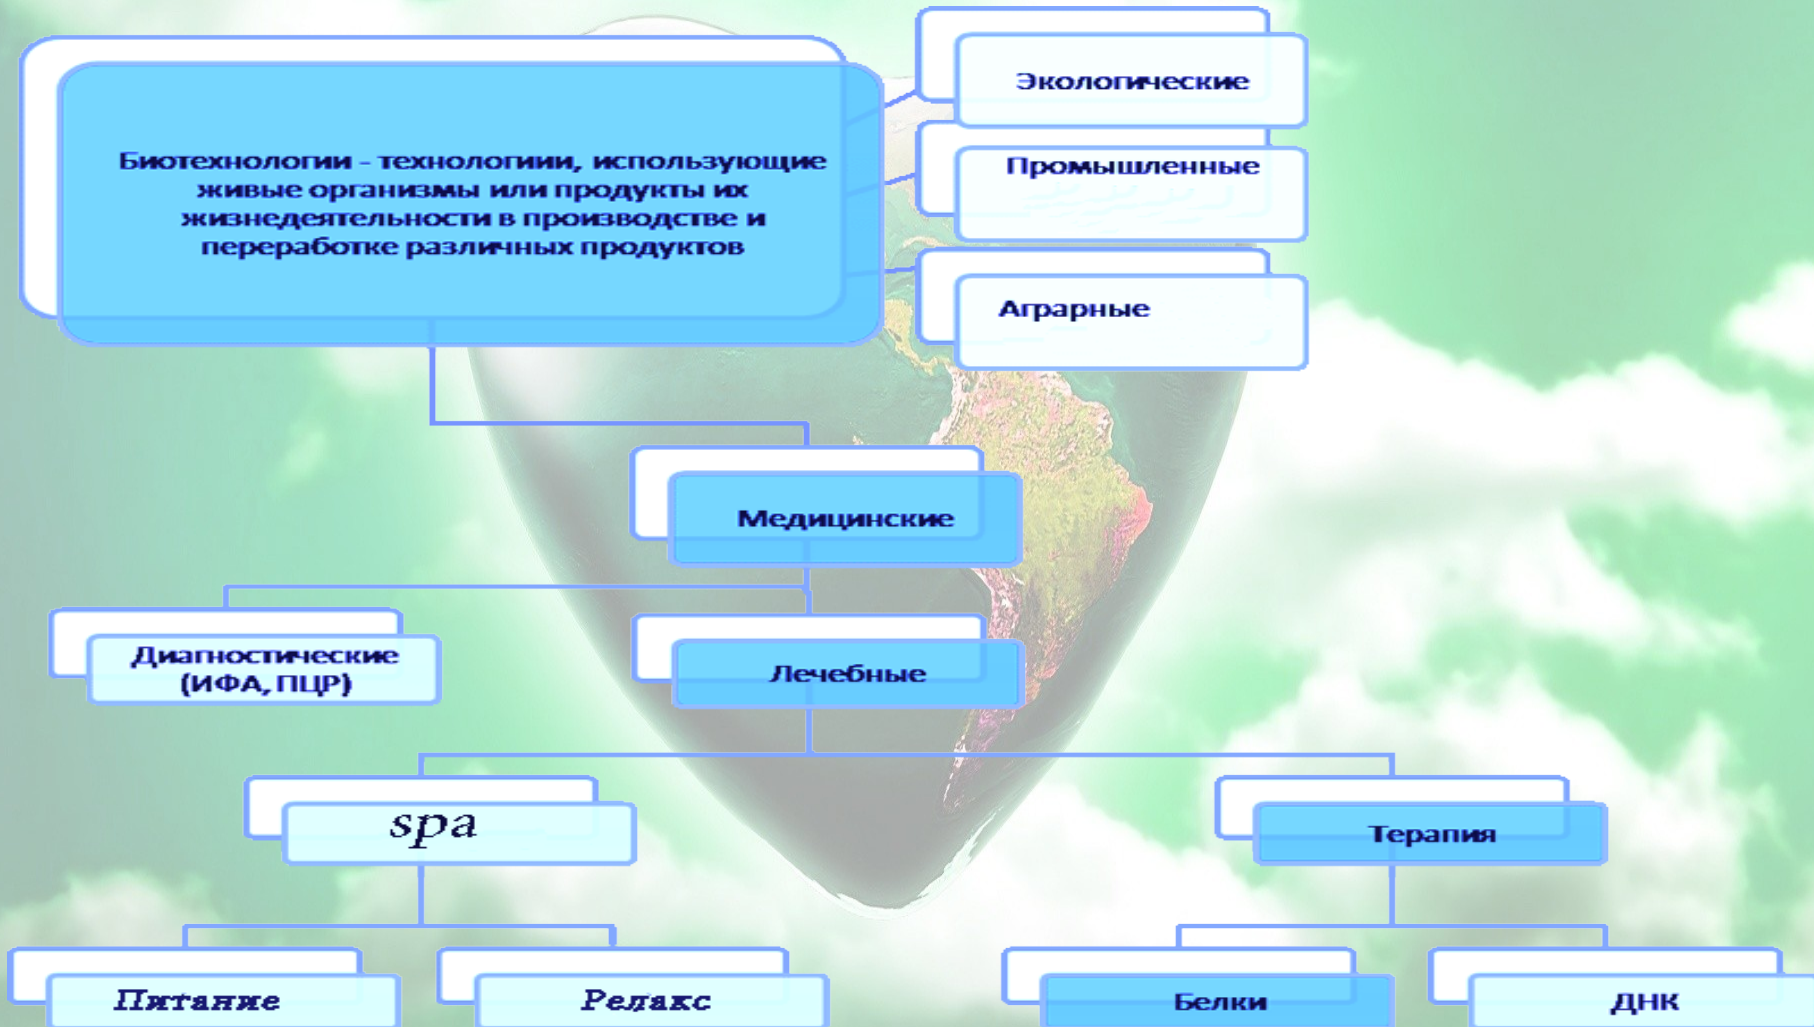 Биотехнологии - технологиии, использующие
живые организмы или продукты их
жизнедеятельности в производстве и
переработке различных продуктов
Экологические
Промышленные
Аграрные
Медицинские
Диагностические
(ИФА, ПЦР)
Лечебные
spa
Терапия
Питание
Релакс
Белки
ДНК